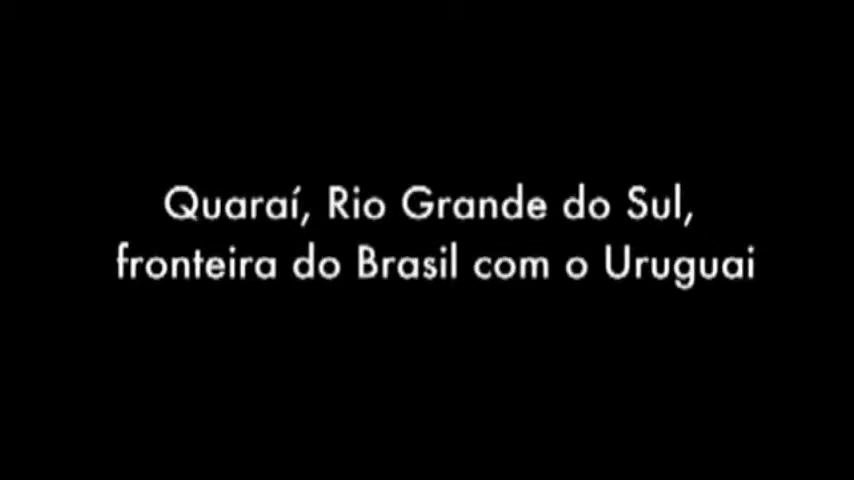 Quaraí, Rio Grande do Sul,
fronteira do Brasil com o Uruguai